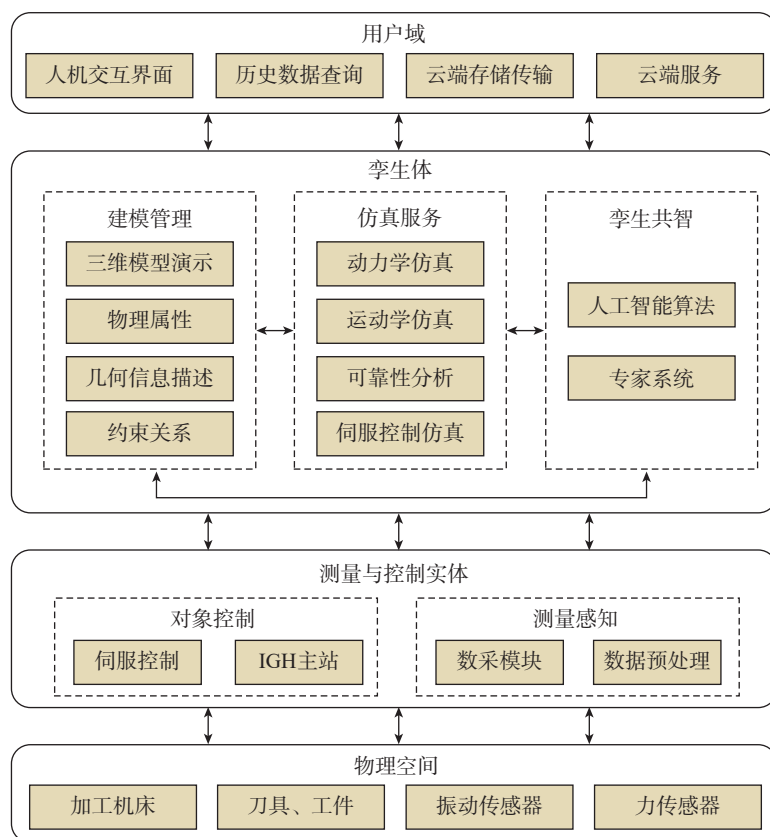 用户域
人机交互界面
历史数据查询
云端存储传输
云端服务
孪生体
建模管理
三维模型演示
物理属性
几何信息描述
约束关系
仿真服务
动力学仿真
运动学仿真
可靠性分析
伺服控制仿真
孪生共智
人工智能算法
专家系统
测量与控制实体
对象控制
伺服控制
IGH主站
测量感知
数采模块
数据预处理
物理空间
加工机床
刀具、工件
振动传感器
力传感器